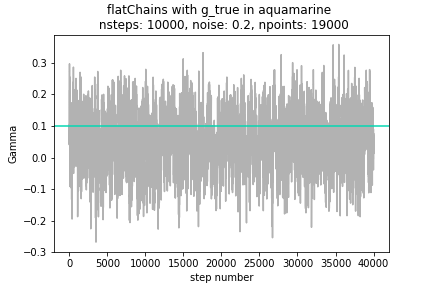 flatChains with g_true in aquamarine
nsteps: 10000, noise: 0.2, npoints: 19000
0.3
0.2
0.1
0.0
−0.1
−0.2
−0.3
Gamma
0 5000 10000 15000 20000 25000 30000 35000 40000
step number